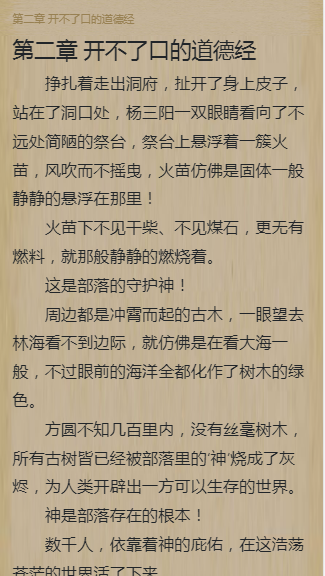 第二章 开不了口的道德经
第二章 开不了口的道德经
挣扎着走出洞府，扯开了身上皮子，
站在了洞口处，杨三阳一双眼睛看向了不
远处简陋的祭台，祭台上悬浮着一簇火
苗，风吹而不摇曳，火苗仿佛是固体一般
静静的悬浮在那里！
火苗下不见干柴、不见煤石，更无有
燃料，就那般静静的燃烧着。
这是部落的守护神！
周边都是冲霄而起的古木，一眼望去
林海看不到边际，就仿佛是在看大海一
般，不过眼前的海洋全都化作了树木的绿
色。
方圆不知几百里内，没有丝毫树木，
所有古树皆已经被部落里的‘神’烧成了灰
烬，为人类开辟出一方可以生存的世界。
神是部落存在的根本！
数千人，依靠着神的庇佑，在这浩荡
苍茫的世界活了下来